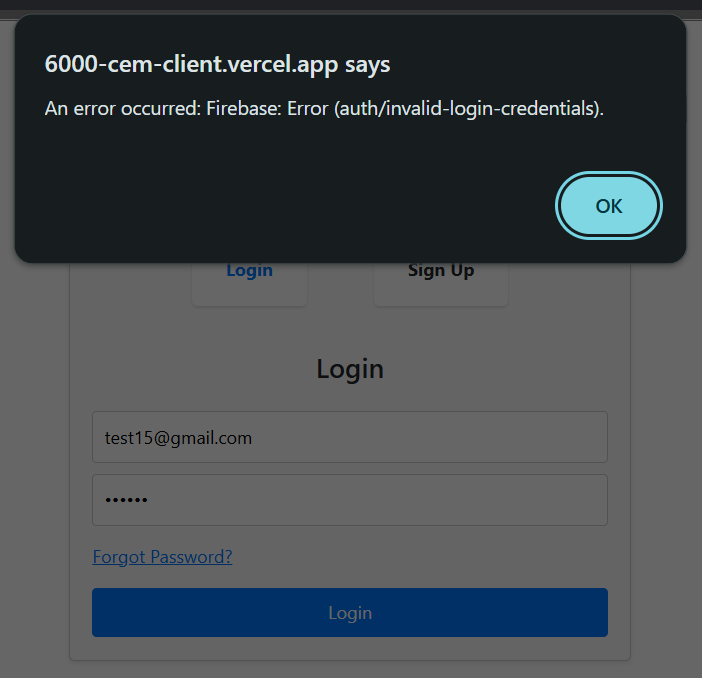 6000-cem-client.vercel.app says
An error occurred: Firebase: Error (auth/invalid-login-credentials).
OK
Login
Sign Up
Login
test15@gmail.com
••••••
Forgot Password?
Login